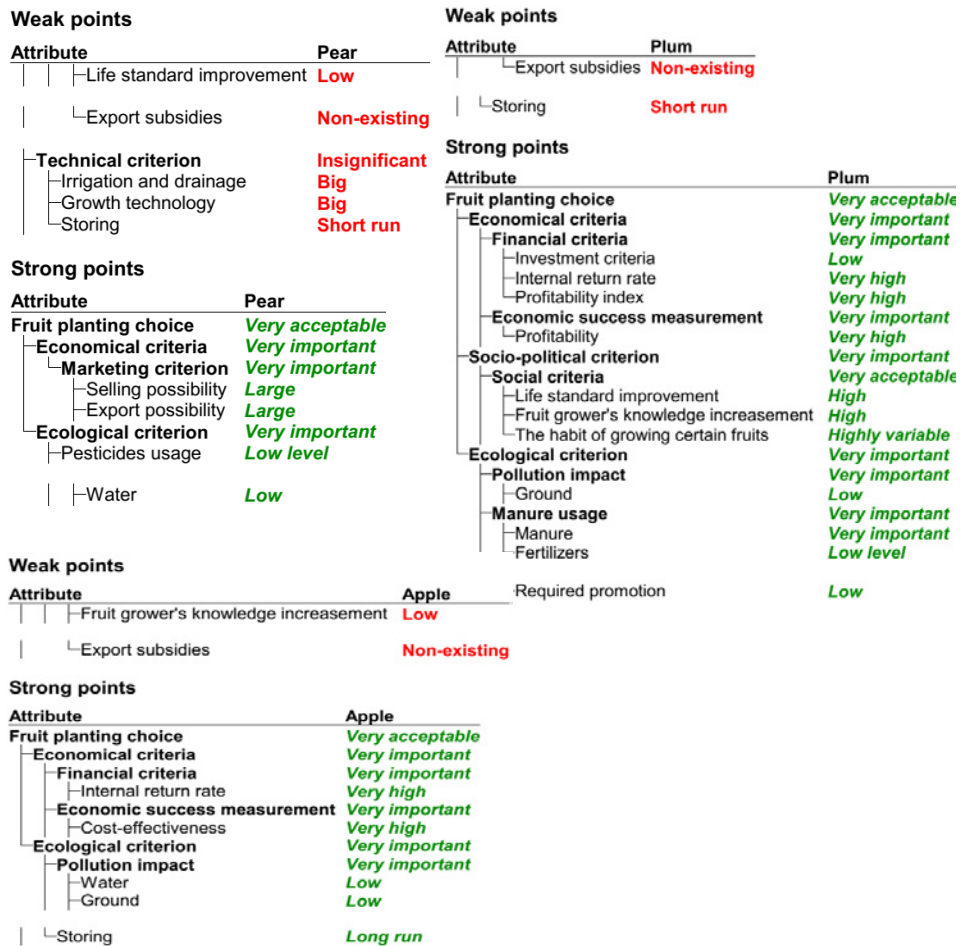 Weak points
Attribute Pear
Life standard improvement Low
Export subsidies Non-existing
Technical criterion Insignificant
Irrigation and drainage Big
Growth technology Big
Storing Short run
Strong points
Attribute Pear
Fruit planting choice Very acceptable
Economical criteria Very important
Marketing criterion Very important
Selling possibility Large
Export possibility Large
Ecological criterion Very important
Pesticides usage Low level
Water Low
Weak points
Attribute Plum
Export subsidies Non-existing
Storing Short run
Strong points
Attribute Plum
Fruit planting choice Very acceptable
Economical criteria Very important
Financial criteria Very important
Investment criteria Low
Internal return rate Very high
Profitability index Very high
Economic success measurement Very important
Profitability Very high
Socio-political criterion Very important
Social criteria Very acceptable
Life standard improvement High
Fruit grower's knowledge increasement High
The habit of growing certain fruits Highly variable
Ecological criterion Very important
Pollution impact Very important
Ground Low
Manure usage Very important
Manure Very important
Fertilizers Low level
Required promotion Low
Weak points
Attribute Apple
Fruit grower's knowledge increasement Low
Export subsidies Non-existing
Strong points
Attribute Apple
Fruit planting choice Very acceptable
Economical criteria Very important
Financial criteria Very important
Internal return rate Very high
Economic success measurement Very important
Cost-effectiveness Very high
Ecological criterion Very important
Pollution impact Very important
Water Low
Ground Low
Storing Long run